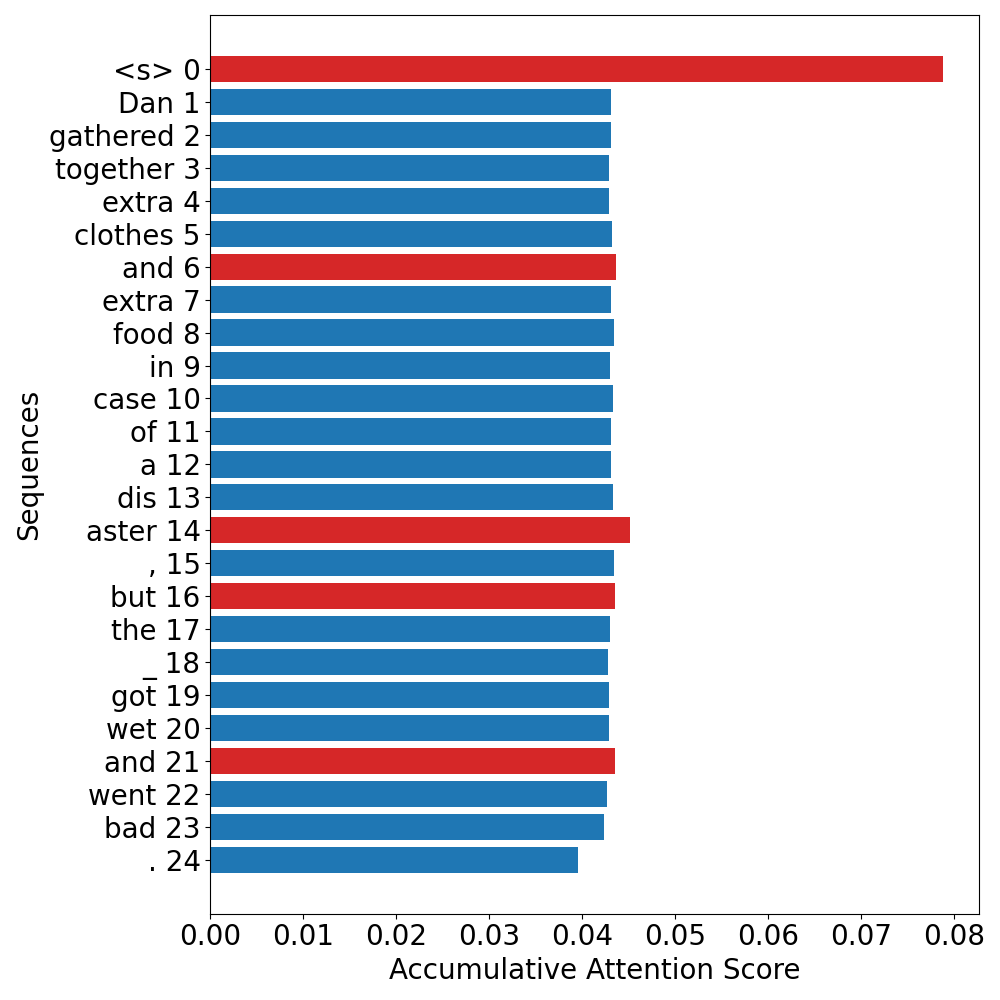 <s> 0
Dan 1
gathered 2
together 3
extra 4
clothes 5
and 6
extra 7
food 8
in 9
case 10
of 11
a 12
dis 13
aster 14
, 15
but 16
the 17
_ 18
got 19
wet 20
and 21
went 22
bad 23
. 24
Sequences
0.00 0.01 0.02 0.03 0.04 0.05 0.06 0.07 0.08
Accumulative Attention Score